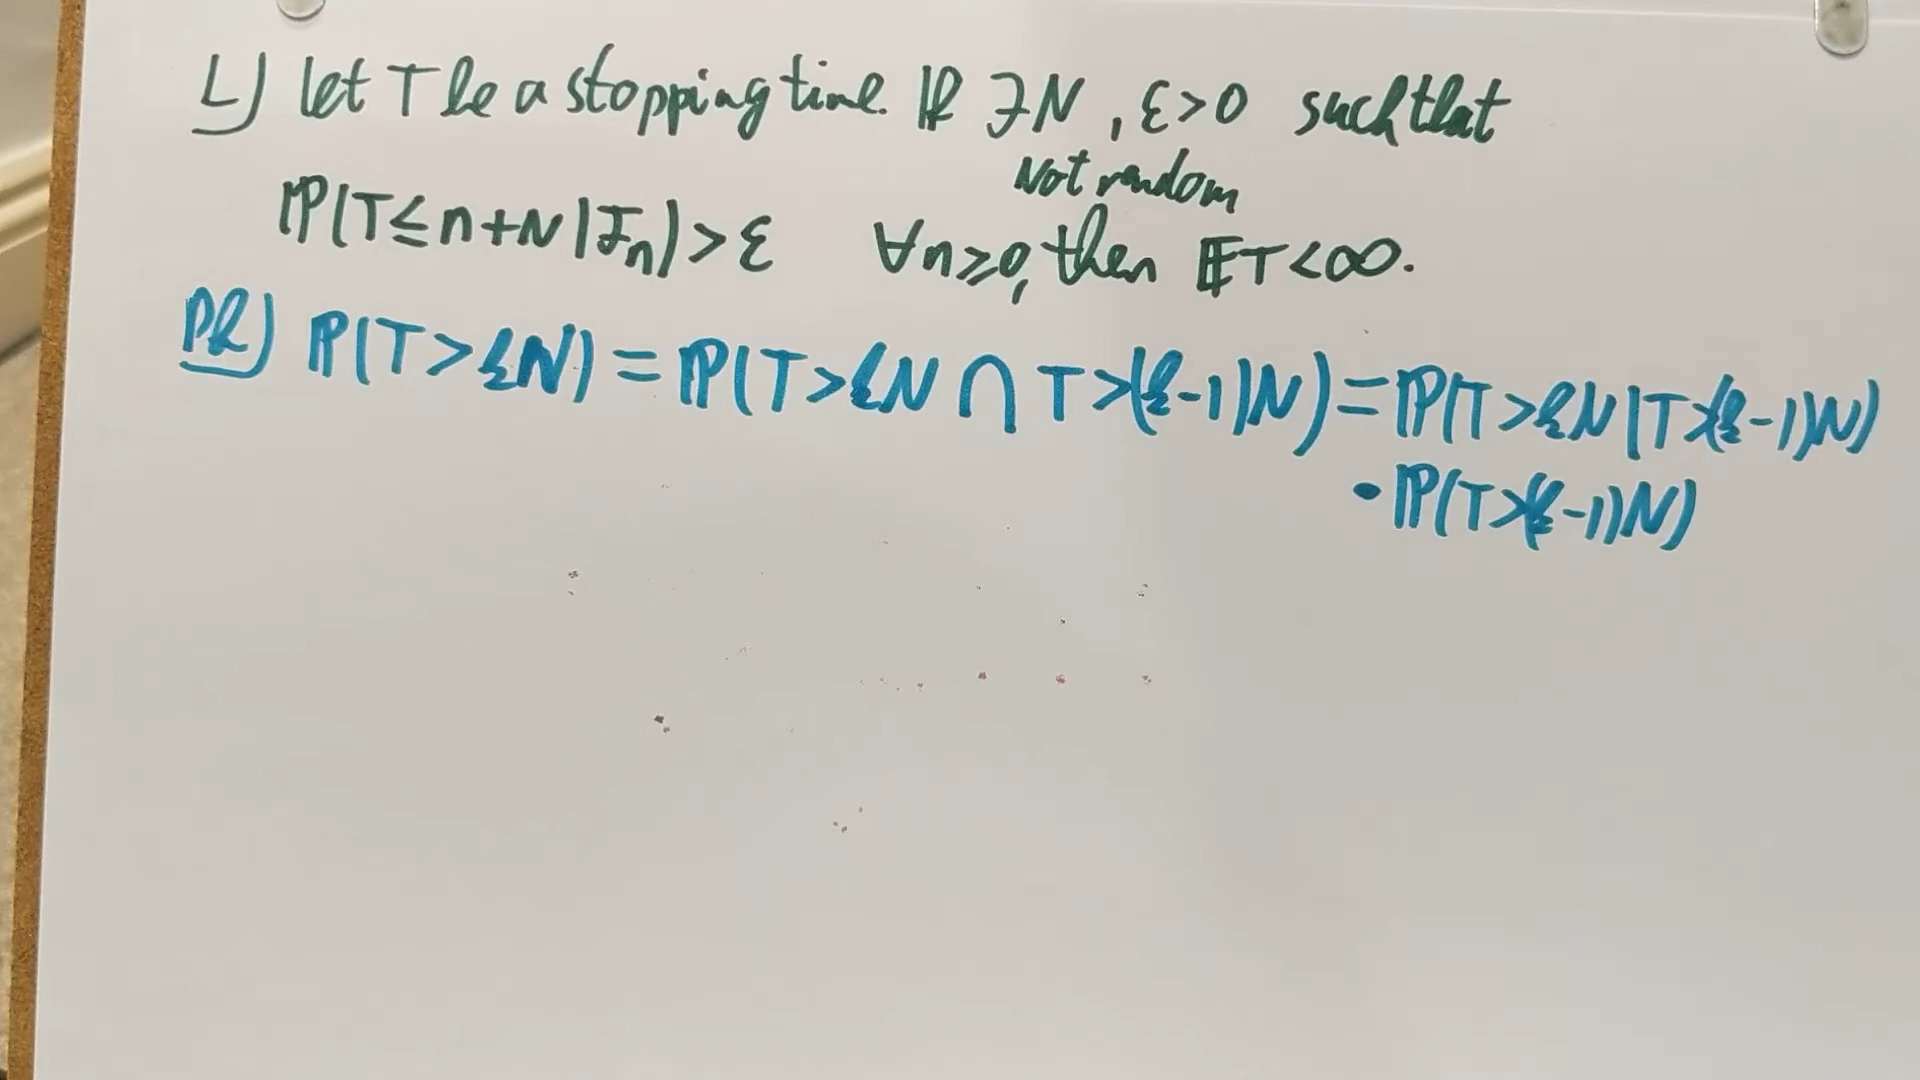 L) Let T be a stopping time. If ∃N, ε>0 such that
Not random
ℙ(T≤n+N|ℱn)>ε ∀n≥0, then 𝔼T<∞.
Pf) ℙ(T>kN)=ℙ(T>kN ∩ T>(k-1)N)=ℙ(T>kN|T>(k-1)N)
•ℙ(T>(k-1)N)